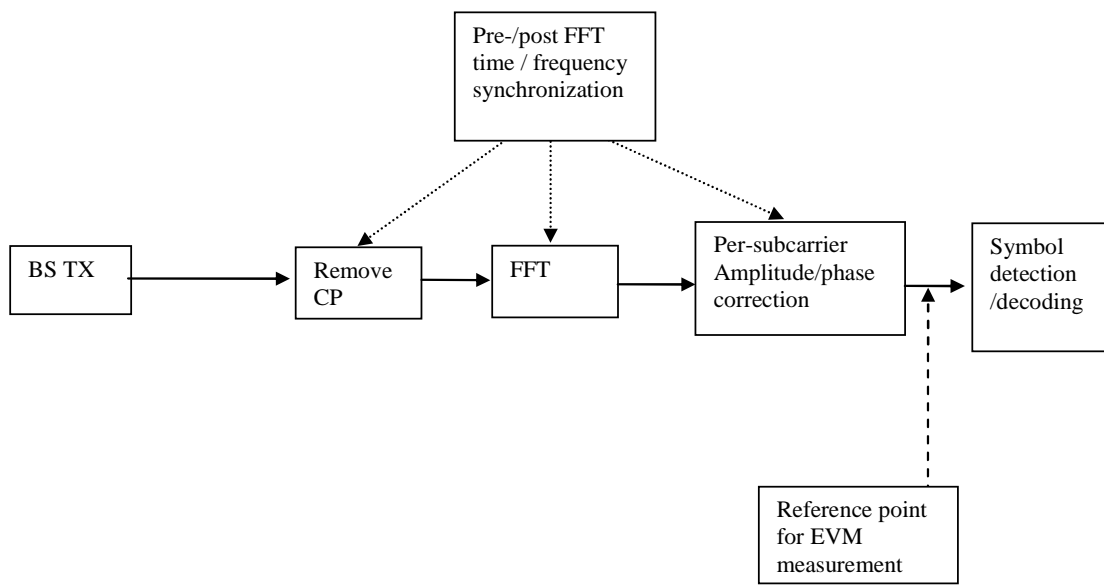 Pre-/post FFT
time / frequency
synchronization
BS TX
Remove
CP
FFT
Per-subcarrier
Amplitude/phase
correction
Symbol
detection
/decoding
Reference point
for EVM
measurement